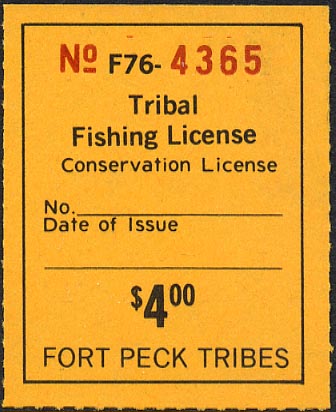 Nº F76-4365
Tribal
Fishing License
Conservation License
No.
Date of Issue
$4.00
FORT PECK TRIBES